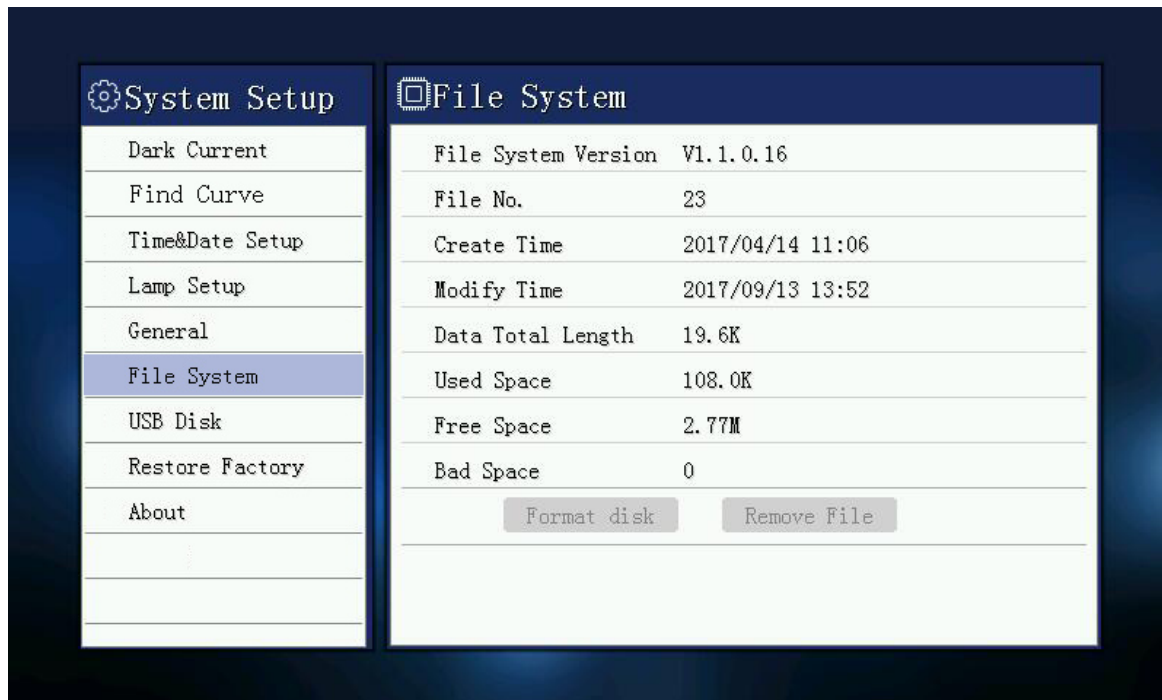 System Setup
Dark Current
Find Curve
Time&Date Setup
Lamp Setup
General
File System
USB Disk
Restore Factory
About
File System
File System Version V1.1.0.16
File No. 23
Create Time 2017/04/14 11:06
Modify Time 2017/09/13 13:52
Data Total Length 19.6K
Used Space 108.0K
Free Space 2.77M
Bad Space 0
Format disk Remove File